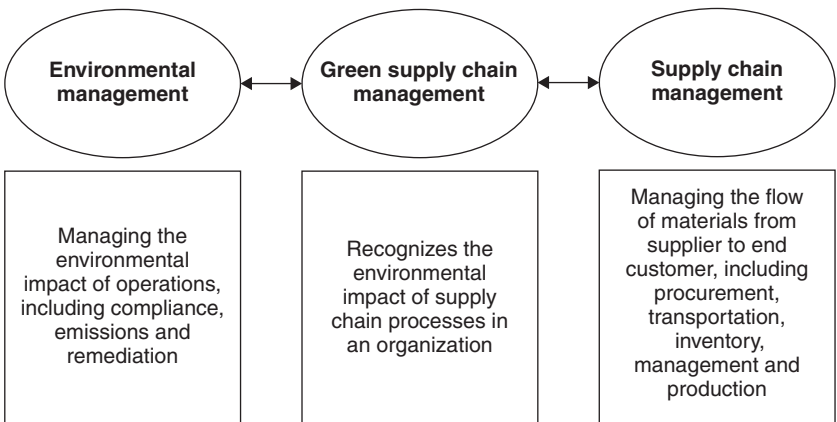 Environmental
management
Green supply chain
management
Supply chain
management
Managing the
environmental
impact of operations,
including compliance,
emissions and
remediation
Recognizes the
environmental
impact of supply
chain processes in
an organization
Managing the flow
of materials from
supplier to end
customer, including
procurement,
transportation,
inventory,
management and
production